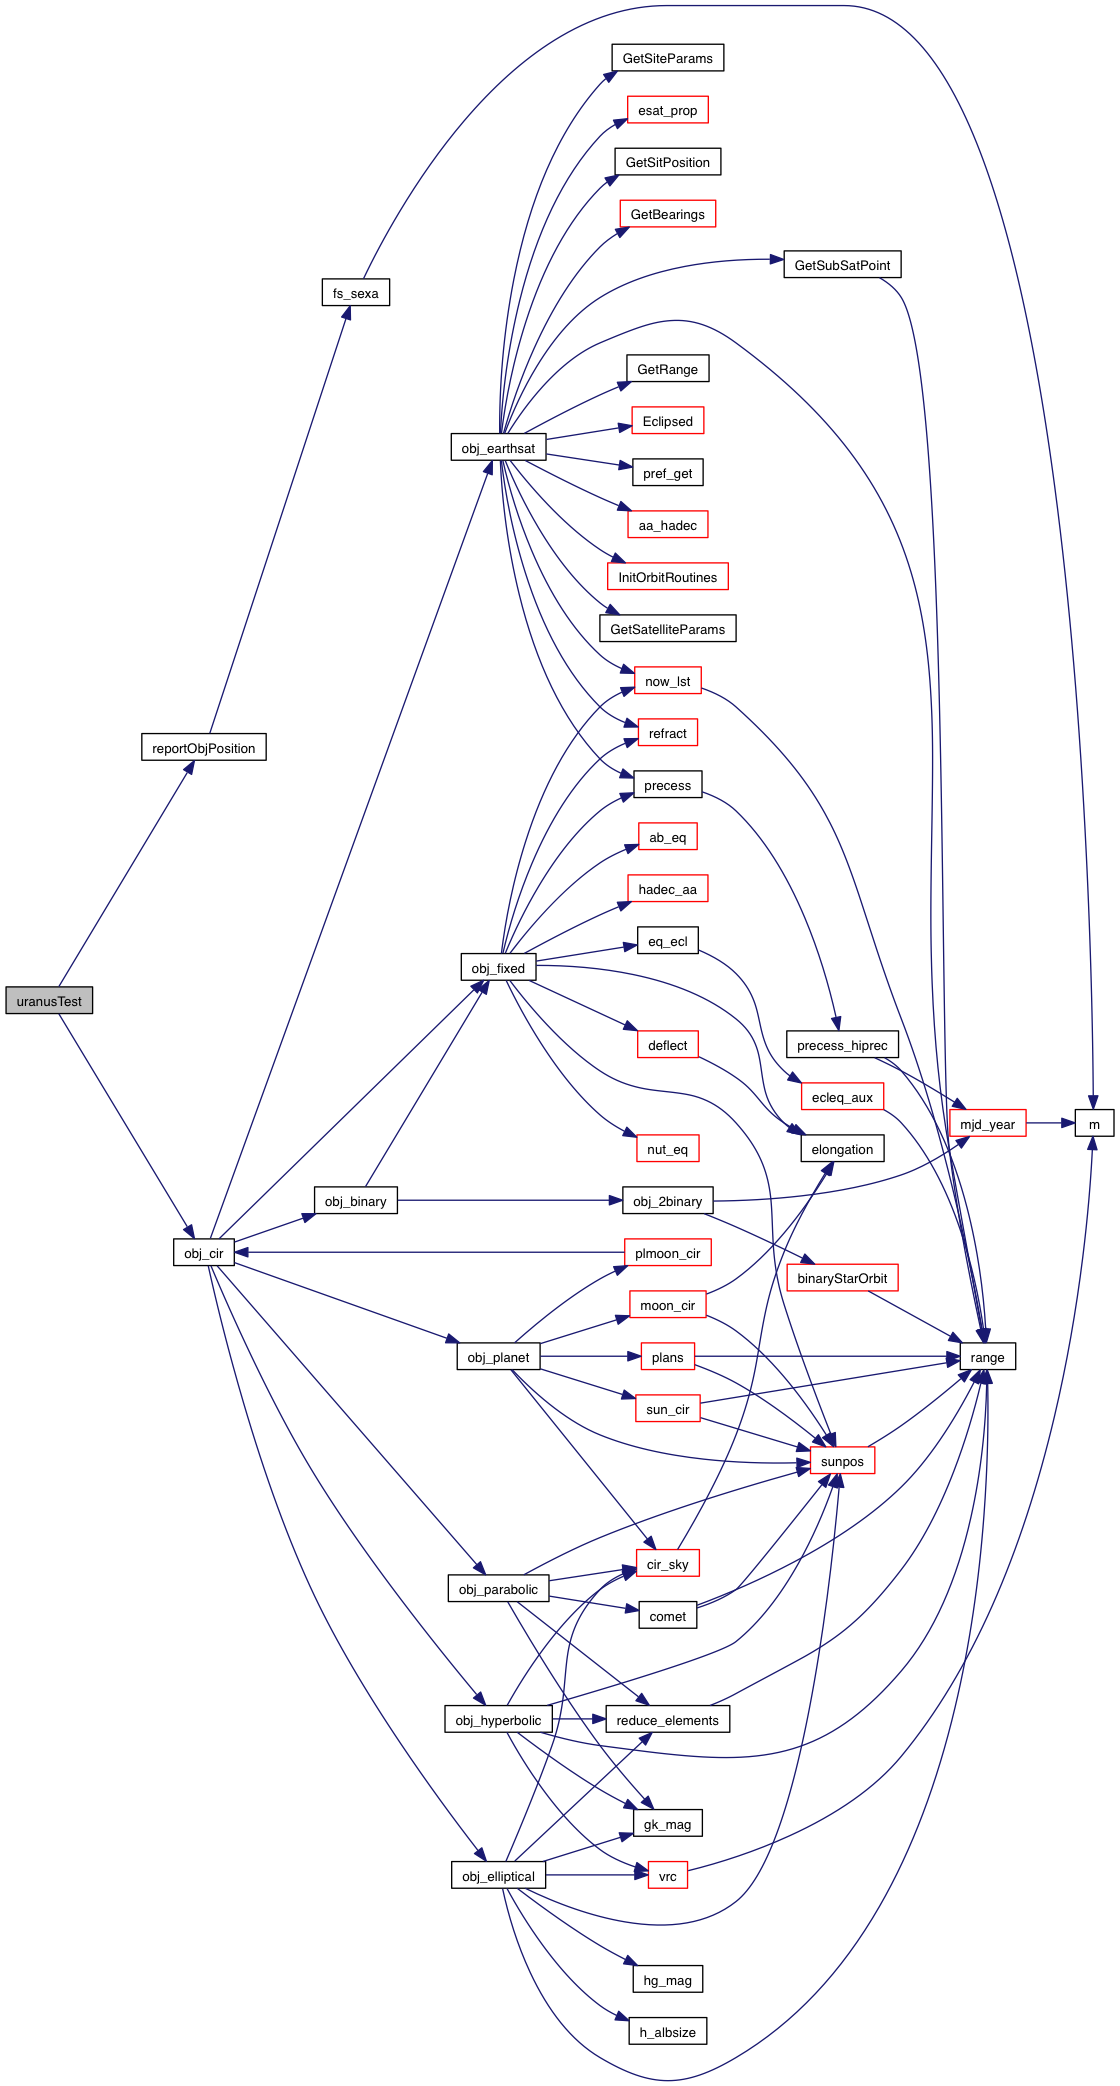 GetSiteParams
esat_prop
GetSitPosition
GetBearings
GetSubSatPoint
fs_sexa
GetRange
Eclipsed
obj_earthsat
pref_get
aa_hadec
InitOrbitRoutines
GetSatelliteParams
now_lst
refract
reportObjPosition
precess
ab_eq
hadec_aa
eq_ecl
obj_fixed
uranusTest
deflect
precess_hiprec
ecleq_aux
mjd_year
m
nut_eq
elongation
obj_binary
obj_2binary
obj_cir
plmoon_cir
binaryStarOrbit
moon_cir
obj_planet
plans
range
sun_cir
sunpos
cir_sky
obj_parabolic
comet
obj_hyperbolic
reduce_elements
gk_mag
obj_elliptical
vrc
hg_mag
h_albsize